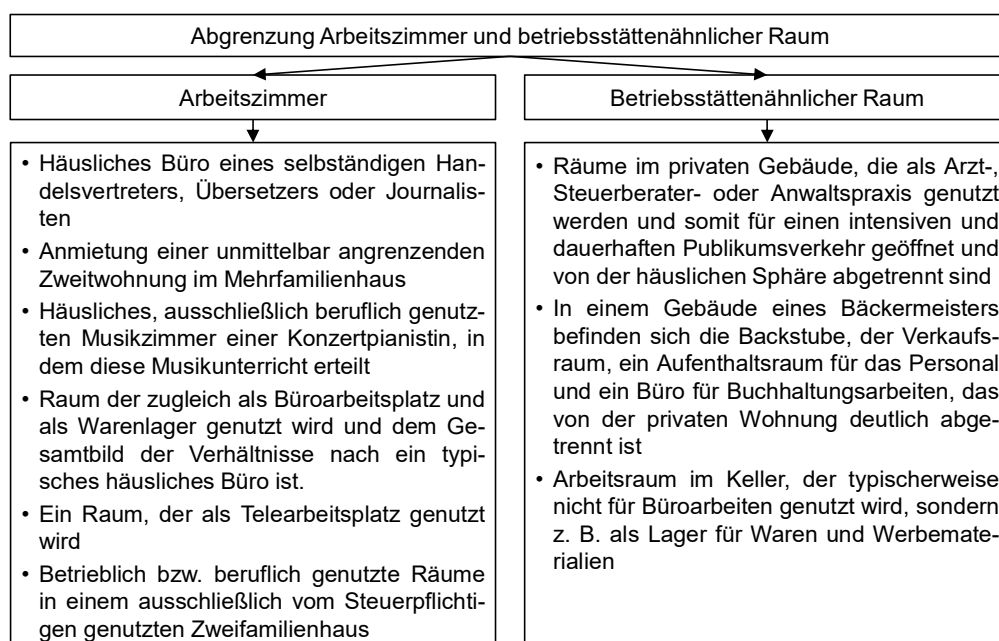 Abgrenzung Arbeitszimmer und betriebsstättenähnlicher Raum
Arbeitszimmer
• Häusliches Büro eines selbständigen Han-
delsvertreters, Übersetzers oder Journalis-
ten
• Anmietung einer unmittelbar angrenzenden
Zweitwohnung im Mehrfamilienhaus
• Häusliches, ausschließlich beruflich genutz-
ten Musikzimmer einer Konzertpianistin, in
dem diese Musikunterricht erteilt
• Raum der zugleich als Büroarbeitsplatz und
als Warenlager genutzt wird und dem Ge-
samtbild der Verhältnisse nach ein typi-
sches häusliches Büro ist.
• Ein Raum, der als Telearbeitsplatz genutzt
wird
• Betrieblich bzw. beruflich genutzte Räume
in einem ausschließlich vom Steuerpflichti-
gen genutzten Zweifamilienhaus
Betriebsstättenähnlicher Raum
• Räume im privaten Gebäude, die als Arzt-,
Steuerberater- oder Anwaltspraxis genutzt
werden und somit für einen intensiven und
dauerhaften Publikumsverkehr geöffnet und
von der häuslichen Sphäre abgetrennt sind
• In einem Gebäude eines Bäckermeisters
befinden sich die Backstube, der Verkaufs-
raum, ein Aufenthaltsraum für das Personal
und ein Büro für Buchhaltungsarbeiten, das
von der privaten Wohnung deutlich abge-
trennt ist
• Arbeitsraum im Keller, der typischerweise
nicht für Büroarbeiten genutzt wird, sondern
z. B. als Lager für Waren und Werbemate-
rialien